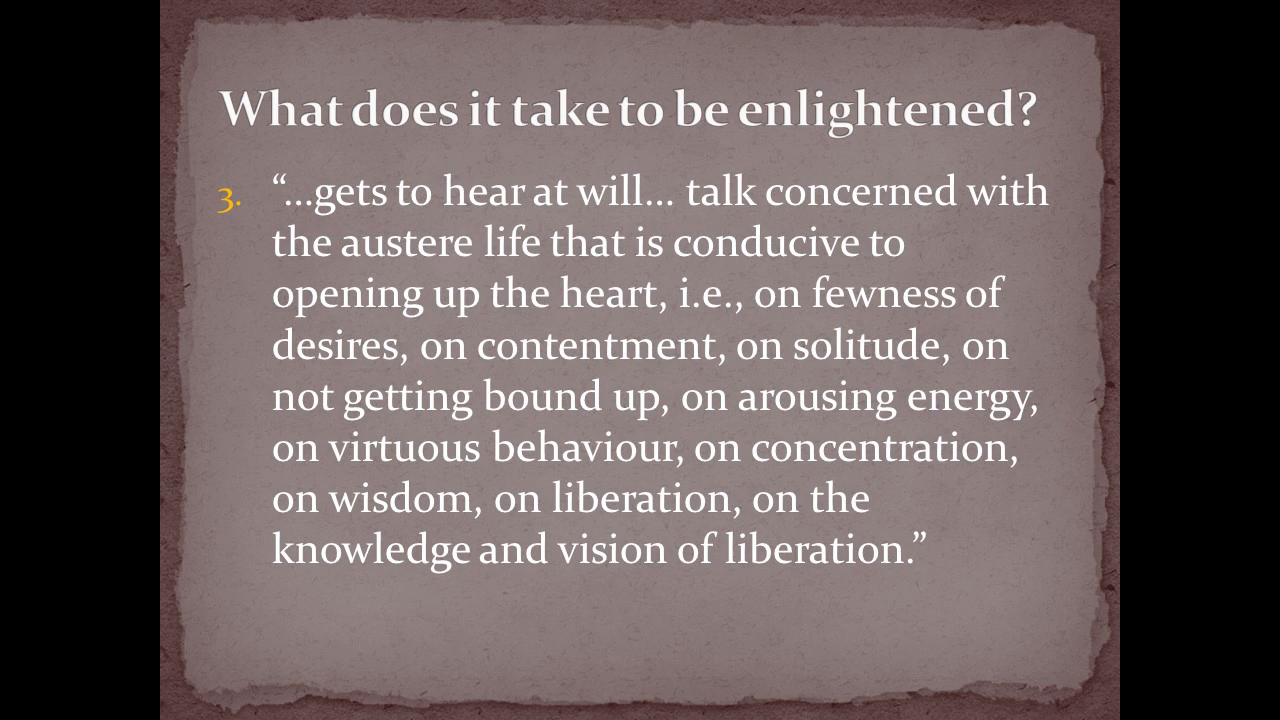 What does it take to be enlightened?
3. “…gets to hear at will… talk concerned with
the austere life that is conducive to
opening up the heart, i.e., on fewness of
desires, on contentment, on solitude, on
not getting bound up, on arousing energy,
on virtuous behaviour, on concentration,
on wisdom, on liberation, on the
knowledge and vision of liberation.”